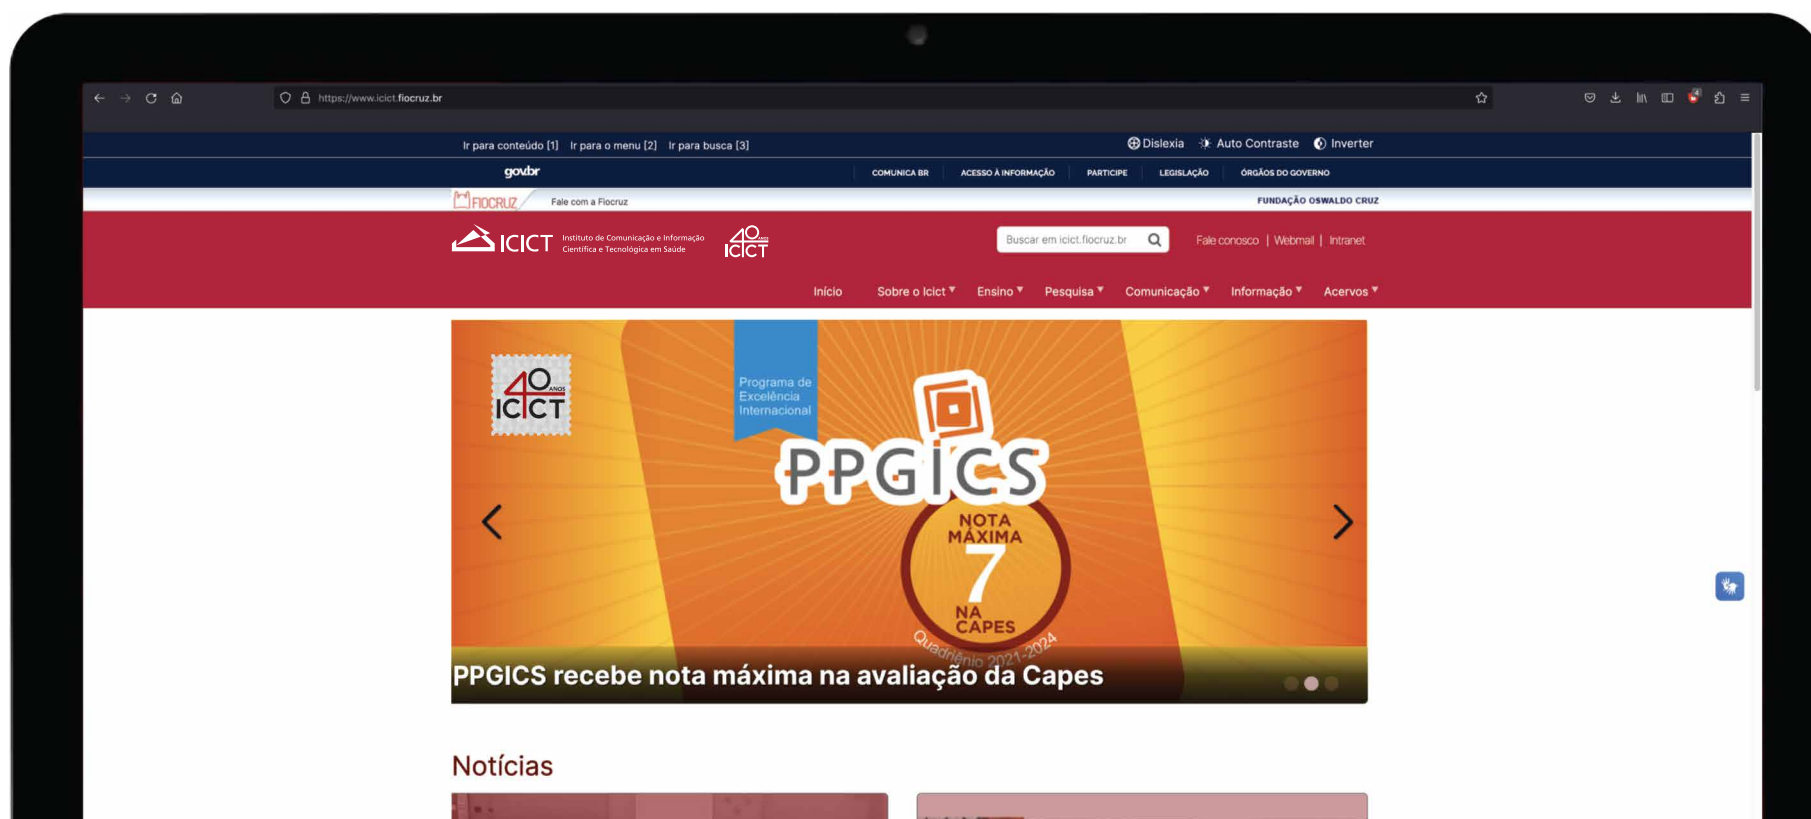 https://www.icict.fiocruz.br
4
Ir para conteúdo [1] Ir para o menu [2] Ir para busca [3] Dislexia Auto Contraste Inverter
gov.br COMUNICA BR ACESSO À INFORMAÇÃO PARTICIPE LEGISLAÇÃO ÓRGÃOS DO GOVERNO
FIOCRUZ Fale com a Fiocruz FUNDAÇÃO OSWALDO CRUZ
ICICT Instituto de Comunicação e Informação
Científica e Tecnológica em Saúde
40 ANOS
ICICT
Buscar em icict.fiocruz.br Fale conosco | Webmail | Intranet
Início Sobre o Icict Ensino Pesquisa Comunicação Informação Acervos
40 ANOS
ICICT
Programa de
Excelência
Internacional
PPGICS
NOTA
MÁXIMA
7
NA
CAPES
Quadriênio 2021-2024
PPGICS recebe nota máxima na avaliação da Capes
Notícias